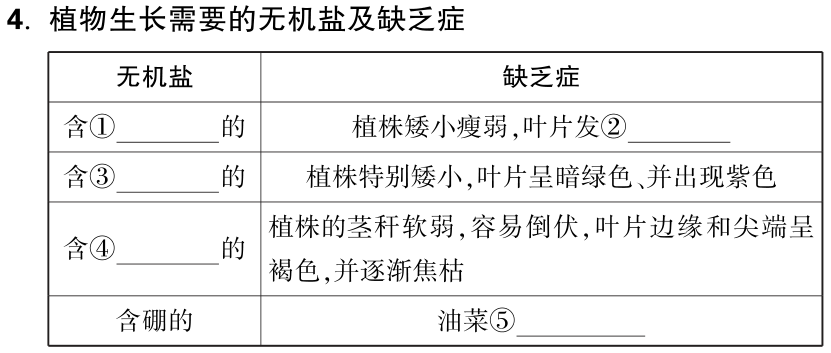 4. 植物生长需要的无机盐及缺乏症
无机盐 缺乏症
含①________的 植株矮小瘦弱,叶片发②________
含③________的 植株特别矮小,叶片呈暗绿色、并出现紫色
含④________的 植株的茎秆软弱,容易倒伏,叶片边缘和尖端呈
褐色,并逐渐焦枯
含硼的 油菜⑤__________